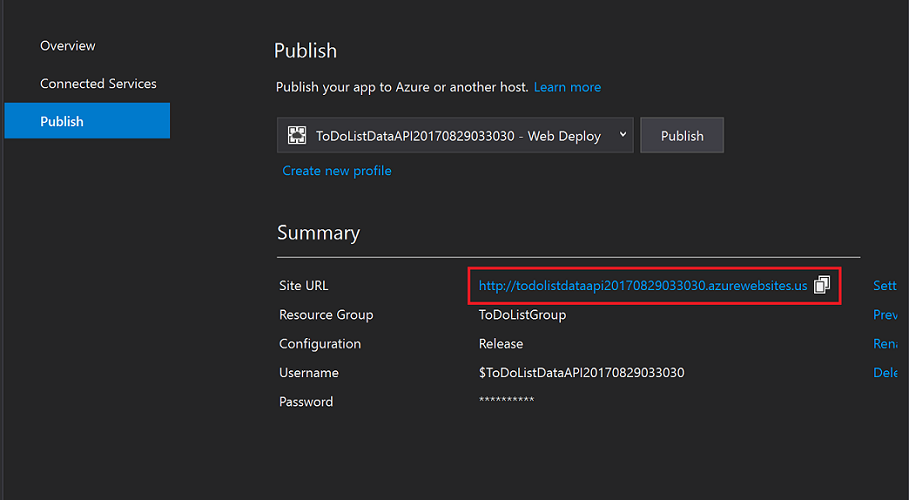 Overview
Connected Services
Publish
Publish
Publish your app to Azure or another host. Learn more
ToDoListDataAPI20170829033030 - Web Deploy Publish
Create new profile
Summary
Site URL http://todolistdataapi20170829033030.azurewebsites.us Sett
Resource Group ToDoListGroup Prev
Configuration Release Rena
Username $ToDoListDataAPI20170829033030 Dele
Password **********